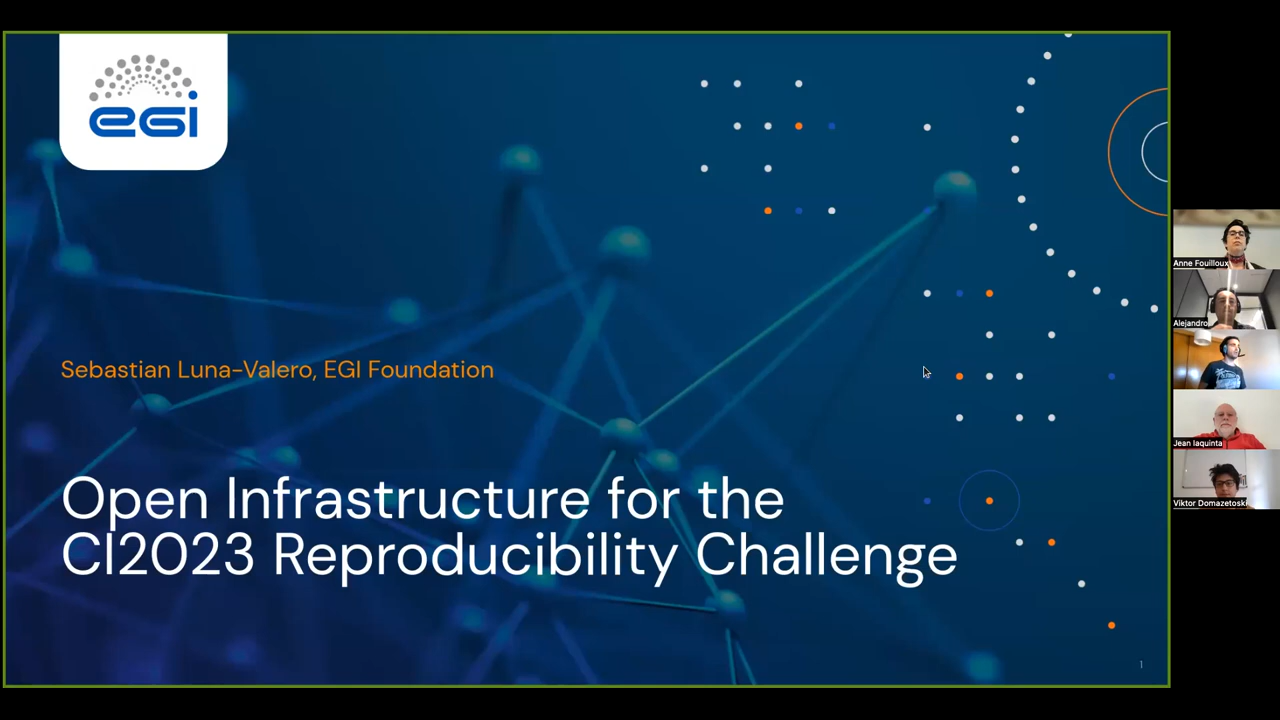 egi
Sebastian Luna-Valero, EGI Foundation
Open Infrastructure for the
CI2023 Reproducibility Challenge
1
Anne Fouilloux
Alejandro
Jean Iaquinta
Viktor Domazetoski